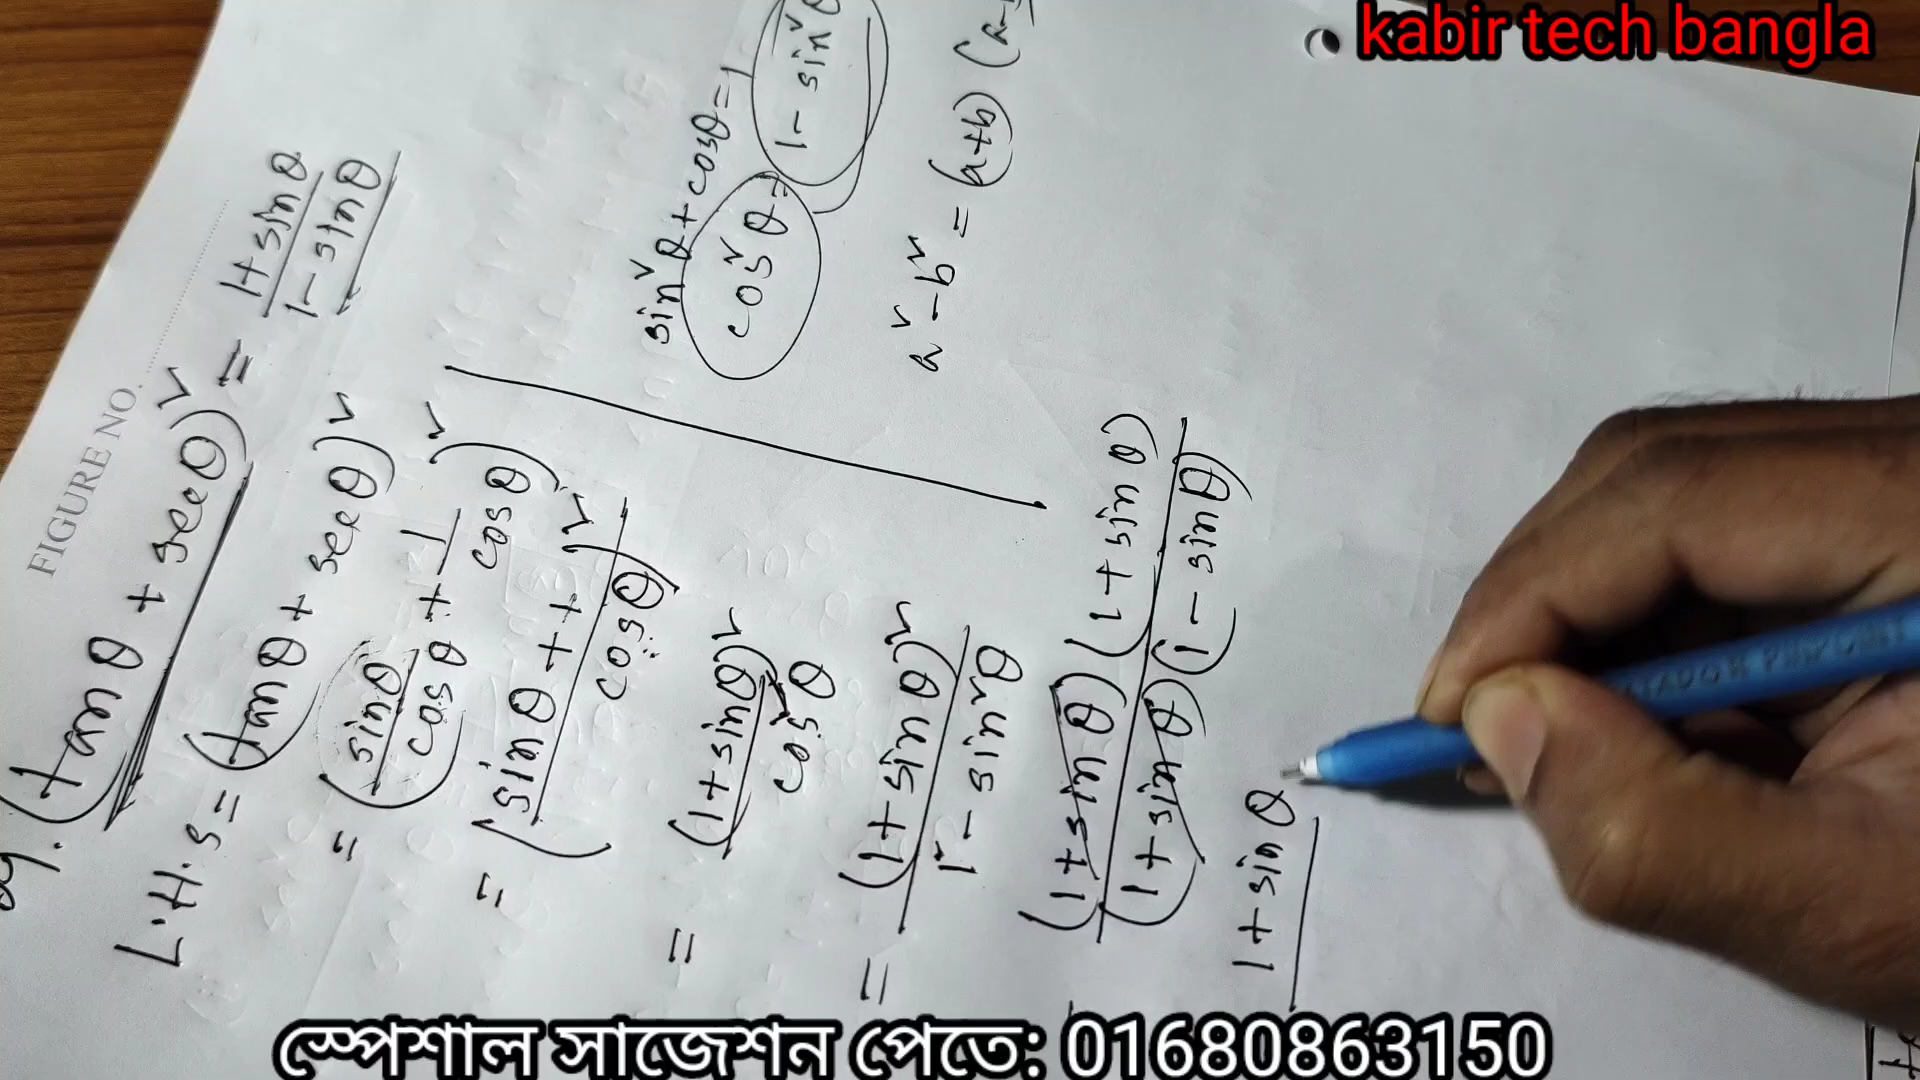 kabir tech bangla
FIGURE NO.
(tanθ + secθ)² = 1+sinθ / 1-sinθ
L.H.S = (tanθ + secθ)²
= (sinθ/cosθ + 1/cosθ)²
= (sinθ + 1 / cosθ)²
= (1+sinθ)² / cos²θ
= (1+sinθ)² / 1² - sin²θ
(1+sinθ)(1+sinθ) / (1+sinθ)(1-sinθ)
1+sinθ
sin²θ + cosθ = 1
cos²θ = 1 - sin²θ
a² - b² = (a+b)
স্পেশাল সাজেশন পেতে: 01680863150